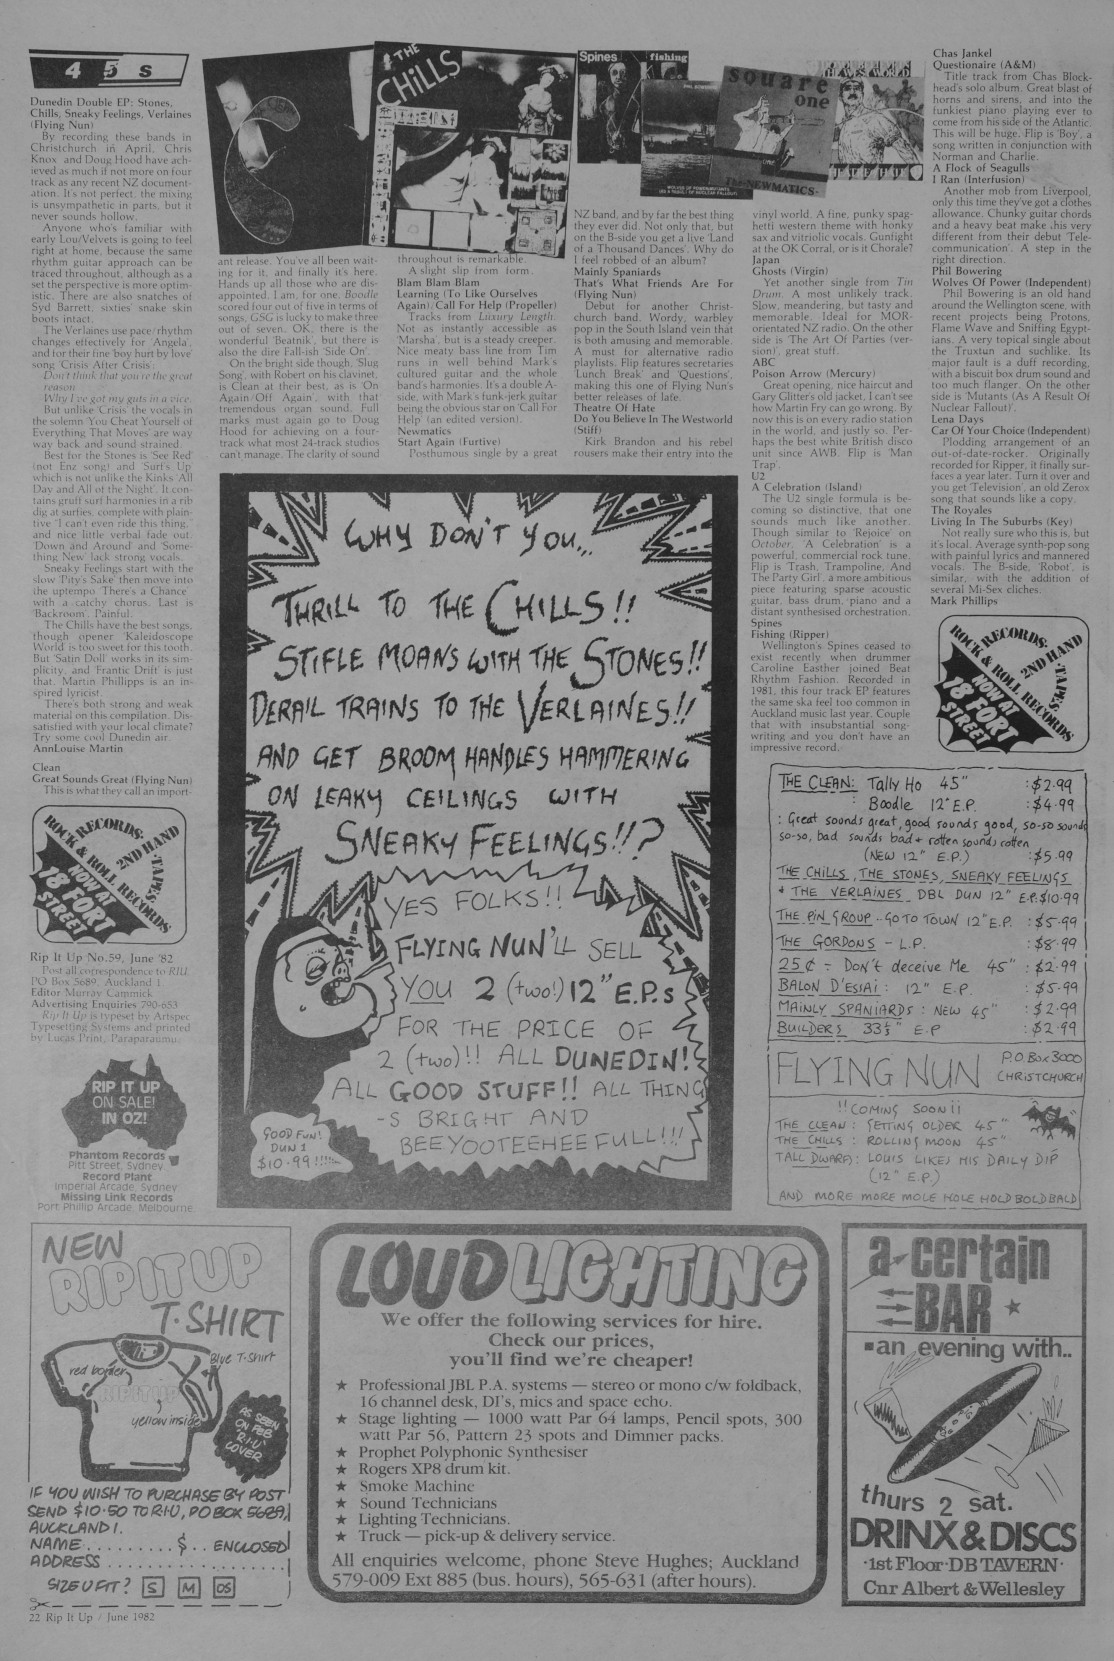 4 5 s
Dunedin Double EP: Stones,
Chills, Sneaky Feelings, Verlaines
(Flying Nun)
By recording these bands in
Christchurch in April, Chris
Knox and Doug Hood have ach-
ieved as much if not more on four
track as any recent NZ document-
ation. It's not perfect, the mixing
is unsympathetic in parts, but it
never sounds hollow.
Anyone who's familiar with
early Lou/Velvets is going to feel
right at home, because the same
rhythm guitar approach can be
traced throughout, although as a
set the perspective is more optim-
istic. There are also snatches of
Syd Barrett, sixties' snake skin
boots intact.
The Verlaines use pace/rhythm
changes effectively for 'Angela',
and for their fine 'boy hurt by love'
song 'Crisis After Crisis':
Don't think that you're the great
reason
Why I've got my guts in a vice.
But unlike 'Crisis' the vocals in
the solemn 'You Cheat Yourself of
Everything That Moves' are way
way back and sound strained.
Best for the Stones is 'See Red'
(not Enz song) and 'Surf's Up'
which is not unlike the Kinks 'All
Day and All of the Night'. It con-
tains gruff surf harmonies in a rib
dig at surfies, complete with plain-
tive "I can't even ride this thing,"
and nice little verbal fade out.
'Down and Around' and 'Some-
thing New' lack strong vocals.
Sneaky Feelings start with the
slow 'Pity's Sake' then move into
the uptempo 'There's a Chance'
with a catchy chorus. Last is
'Backroom'. Painful.
The Chills have the best songs,
though opener 'Kaleidoscope
World' is too sweet for this tooth.
But 'Satin Doll' works in its sim-
plicity, and 'Frantic Drift' is just
that. Martin Phillipps is an in-
spired lyricist.
There's both strong and weak
material on this compilation. Dis-
satisfied with your local climate?
Try some cool Dunedin air.
AnnLouise Martin
Clean
Great Sounds Great (Flying Nun)
This is what they call an import-
ROCK RECORDS·
2ND HAND
·TAPES·
ROCK & ROLL RECORDS
NOW AT
18 FORT
STREET
Rip It Up No.59, June '82
Post all correspondence to RIU,
PO Box 5689, Auckland 1.
Editor Murray Cammick
Advertising Enquiries 790-653
Rip It Up is typeset by Artspec
Typesetting Systems and printed
by Lucas Print, Paraparaumu.
RIP IT UP
ON SALE!
IN OZ!
Phantom Records
Pitt Street, Sydney
Record Plant
Imperial Arcade, Sydney
Missing Link Records
Port Phillip Arcade, Melbourne
THE
CHILLS
Spines
fishing
square
one
The NEWMATICS
ant release. You've all been wait-
ing for it, and finally it's here.
Hands up all those who are dis-
appointed. I am, for one. Boodle
scored four out of five in terms of
songs, GSG is lucky to make three
out of seven. OK, there is the
wonderful 'Beatnik', but there is
also the dire Fall-ish 'Side On'.
On the bright side though, 'Slug
Song', with Robert on his clavinet,
is Clean at their best, as is 'On
Again/Off Again', with that
tremendous organ sound. Full
marks must again go to Doug
Hood for achieving on a four-
track what most 24-track studios
can't manage. The clarity of sound
throughout is remarkable.
A slight slip from form.
Blam Blam Blam
Learning (To Like Ourselves
Again)/Call For Help (Propeller)
Tracks from Luxury Length.
Not as instantly accessible as
'Marsha', but is a steady creeper.
Nice meaty bass line from Tim
runs in well behind Mark's
cultured guitar and the whole
band's harmonies. It's a double A-
side, with Mark's funk-jerk guitar
being the obvious star on 'Call For
Help' (an edited version).
Newmatics
Start Again (Furtive)
Posthumous single by a great
NZ band, and by far the best thing
they ever did. Not only that, but
on the B-side you get a live 'Land
of a Thousand Dances'. Why do
I feel robbed of an album?
Mainly Spaniards
That's What Friends Are For
(Flying Nun)
Debut for another Christ-
church band. Wordy, warbley
pop in the South Island vein that
is both amusing and memorable.
A must for alternative radio
playlists. Flip features secretaries
'Lunch Break' and 'Questions',
making this one of Flying Nun's
better releases of late.
Theatre Of Hate
Do You Believe In The Westworld
(Stiff)
Kirk Brandon and his rebel
rousers make their entry into the
vinyl world. A fine, punky spag-
hetti western theme with honky
sax and vitriolic vocals. Gunfight
at the OK Corral, or is it Chorale?
Japan
Ghosts (Virgin)
Yet another single from Tin
Drum. A most unlikely track.
Slow, meandering, but tasty and
memorable. Ideal for MOR-
orientated NZ radio. On the other
side is 'The Art Of Parties (ver-
sion)', great stuff.
ABC
Poison Arrow (Mercury)
Great opening, nice haircut and
Gary Glitter's old jacket, I can't see
how Martin Fry can go wrong. By
now this is on every radio station
in the world, and justly so. Per-
haps the best white British disco
unit since AWB. Flip is 'Man
Trap'.
U2
A Celebration (Island)
The U2 single formula is be-
coming so distinctive, that one
sounds much like another.
Though similar to 'Rejoice' on
October, 'A Celebration' is a
powerful, commercial rock tune.
Flip is 'Trash, Trampoline, And
The Party Girl', a more ambitious
piece featuring sparse acoustic
guitar, bass drum, piano and a
distant synthesised orchestration.
Spines
Fishing (Ripper)
Wellington's Spines ceased to
exist recently when drummer
Caroline Easther joined Beat
Rhythm Fashion. Recorded in
1981, this four track EP features
the same ska feel too common in
Auckland music last year. Couple
that with insubstantial song-
writing and you don't have an
impressive record.
Chas Jankel
Questionaire (A&M)
Title track from Chas Block-
head's solo album. Great blast of
horns and sirens, and into the
funkiest piano playing ever to
come from his side of the Atlantic.
This will be huge. Flip is 'Boy', a
song written in conjunction with
Norman and Charlie.
A Flock of Seagulls
I Ran (Interfusion)
Another mob from Liverpool,
only this time they've got a clothes
allowance. Chunky guitar chords
and a heavy beat make this very
different from their debut 'Tele-
communication'. A step in the
right direction.
Phil Bowering
Wolves Of Power (Independent)
Phil Bowering is an old hand
around the Wellington scene, with
recent projects being Protons,
Flame Wave and Sniffing Egypt-
ians. A very topical single about
the Truxtun and suchlike. Its
major fault is a duff recording,
with a biscuit box drum sound and
too much flanger. On the other
side is 'Mutants (As A Result Of
Nuclear Fallout)'.
Lena Days
Car Of Your Choice (Independent)
Plodding arrangement of an
out-of-date-rocker. Originally
recorded for Ripper, it finally sur-
faces a year later. Turn it over and
you get 'Television', an old Zerox
song that sounds like a copy.
The Royales
Living In The Suburbs (Key)
Not really sure who this is, but
it's local. Average synth-pop song
with painful lyrics and mannered
vocals. The B-side, 'Robot', is
similar, with the addition of
several Mi-Sex cliches.
Mark Phillips
ROCK RECORDS·
2ND HAND
·TAPES·
ROCK & ROLL RECORDS
NOW AT
18 FORT
STREET
WHY DON'T YOU...
THRILL TO THE CHILLS!!
STIFLE MOANS WITH THE STONES!!
DERAIL TRAINS TO THE VERLAINES!!
AND GET BROOM HANDLES HAMMERING
ON LEAKY CEILINGS WITH
SNEAKY FEELINGS!!?
YES FOLKS!!
FLYING NUN'LL SELL
YOU 2 (two!) 12" E.P.s
FOR THE PRICE OF
2 (two)!! ALL DUNEDIN!
ALL GOOD STUFF!! ALL THING
-S BRIGHT AND
BEEYOOTEEHEEFULL!!!
GOOD FUN!
DUN 1
$10.99!!!!!
THE CLEAN: Tally Ho 45" : $2.99
: Boodle 12" E.P. : $4.99
: Great sounds great, good sounds good, so-so sounds
so-so, bad sounds bad + rotten sounds rotten
(NEW 12" E.P.) : $5.99
THE CHILLS, THE STONES, SNEAKY FEELINGS
+ THE VERLAINES DBL DUN 12" E.P. $10.99
THE PIN GROUP - GO TO TOWN 12" E.P. : $5.99
THE GORDONS - L.P. : $8.99
25¢ - Don't deceive Me 45" : $2.99
BALON D'ESIAI: 12" E.P. : $5.99
MAINLY SPANIARDS: NEW 45" : $2.99
BUILDERS 33⅓" E.P : $2.99
FLYING NUN P.O. Box 3000
CHRISTCHURCH
!!COMING SOON!!
THE CLEAN: GETTING OLDER 45"
THE CHILLS: ROLLING MOON 45"
TALL DWARFS: LOUIS LIKES HIS DAILY DIP
(12" E.P.)
AND MORE MORE MOLE HOLE HOLD BOLD BALD
NEW
RIP IT UP
T·SHIRT
red border
Blue T-Shirt
RIP IT UP
yellow inside
AS SEEN
ON FEB
'R·I·U'
COVER
IF YOU WISH TO PURCHASE BY POST
SEND $10·50 TO R·I·U, PO BOX 5689,
AUCKLAND 1.
NAME ......... $.. ENCLOSED
ADDRESS ...............
SIZE U FIT? S M OS
LOUD LIGHTING
We offer the following services for hire.
Check our prices,
you'll find we're cheaper!
★ Professional JBL P.A. systems — stereo or mono c/w foldback,
16 channel desk, DI's, mics and space echo.
★ Stage lighting — 1000 watt Par 64 lamps, Pencil spots, 300
watt Par 56, Pattern 23 spots and Dimmer packs.
★ Prophet Polyphonic Synthesiser
★ Rogers XP8 drum kit.
★ Smoke Machine
★ Sound Technicians
★ Lighting Technicians.
★ Truck — pick-up & delivery service.
All enquiries welcome, phone Steve Hughes; Auckland
579-009 Ext 885 (bus. hours), 565-631 (after hours).
a certain
BAR
an evening with..
thurs 2 sat.
DRINX & DISCS
·1st Floor·DB TAVERN·
Cnr Albert & Wellesley
22 Rip It Up / June 1982